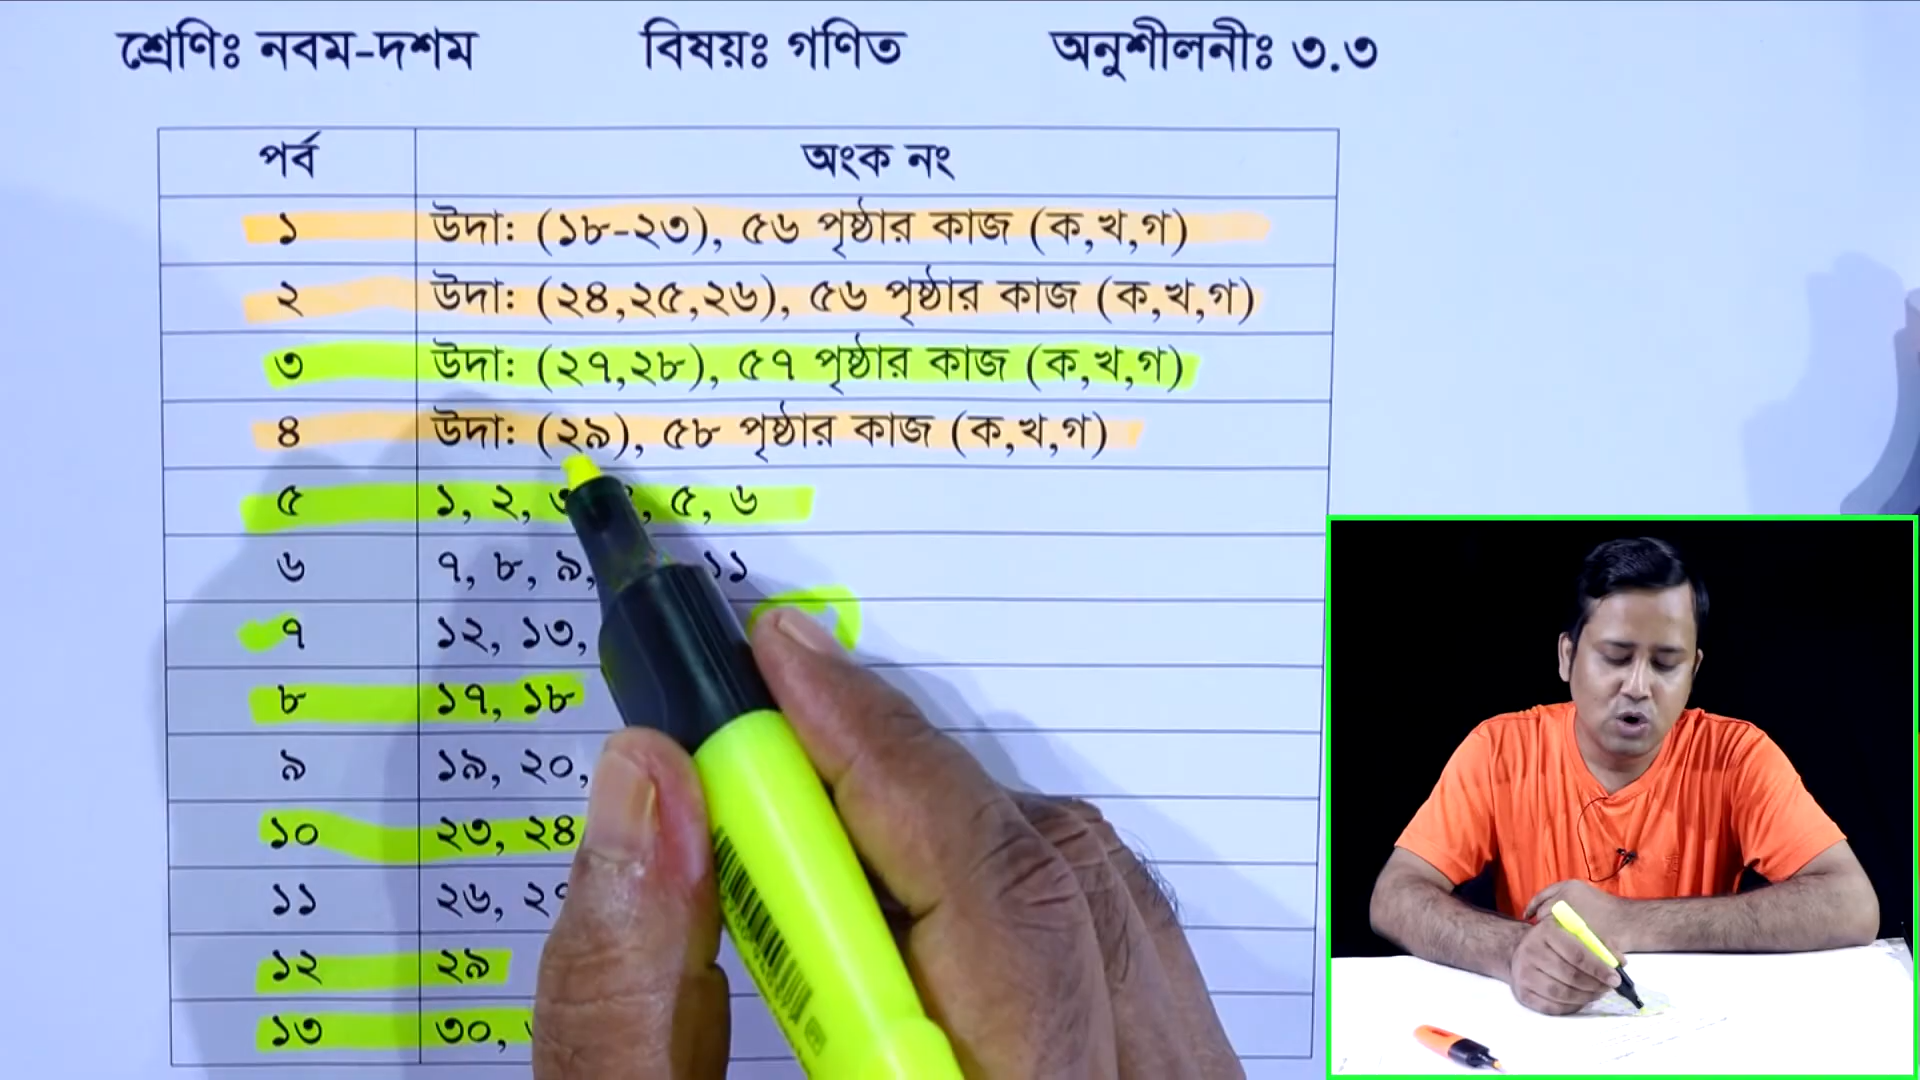 শ্রেণিঃ নবম-দশম বিষয়ঃ গণিত অনুশীলনীঃ ৩.৩
পর্ব অংক নং
১ উদা: (১৮-২৩), ৫৬ পৃষ্ঠার কাজ (ক,খ,গ)
২ উদা: (২৪,২৫,২৬), ৫৬ পৃষ্ঠার কাজ (ক,খ,গ)
৩ উদা: (২৭,২৮), ৫৭ পৃষ্ঠার কাজ (ক,খ,গ)
৪ উদা: (২৯), ৫৮ পৃষ্ঠার কাজ (ক,খ,গ)
৫ ১, ২, ৫, ৬
৬ ৭, ৮, ৯, ১১
৭ ১২, ১৩,
৮ ১৭, ১৮
৯ ১৯, ২০,
১০ ২৩, ২৪
১১ ২৬,
১২ ২৯
১৩ ৩০,